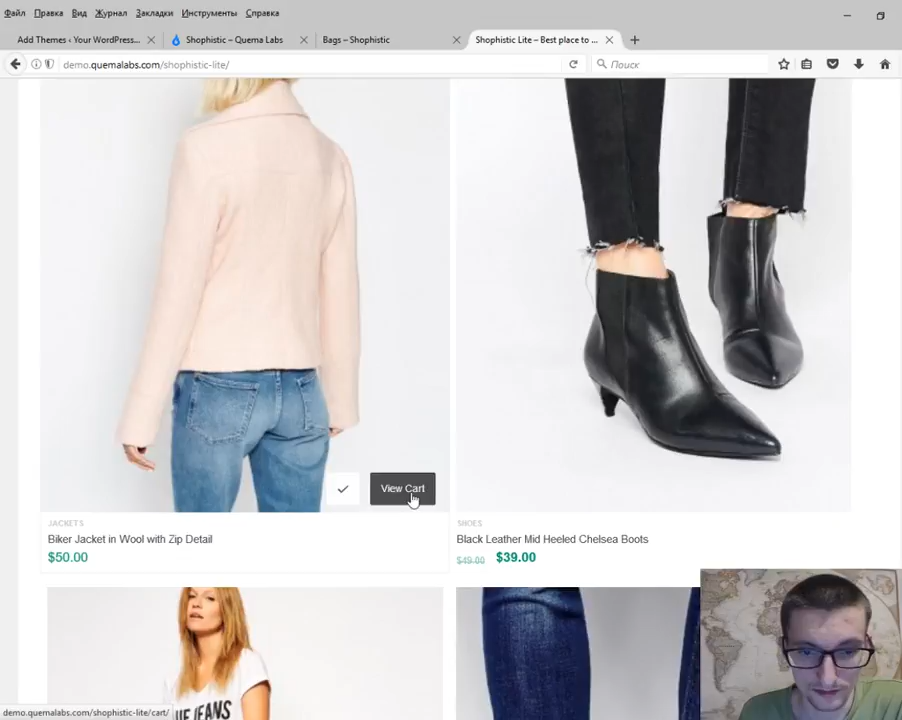 Файл Правка Вид Журнал Закладки Инструменты Справка
Add Themes ‹ Your WordPress... Shophistic – Quema Labs Bags – Shophistic Shophistic Lite – Best place to ...
demo.quemalabs.com/shophistic-lite/ Поиск
View Cart
JACKETS SHOES
Biker Jacket in Wool with Zip Detail Black Leather Mid Heeled Chelsea Boots
$50.00 $49.00 $39.00
UE JEANS
demo.quemalabs.com/shophistic-lite/cart/